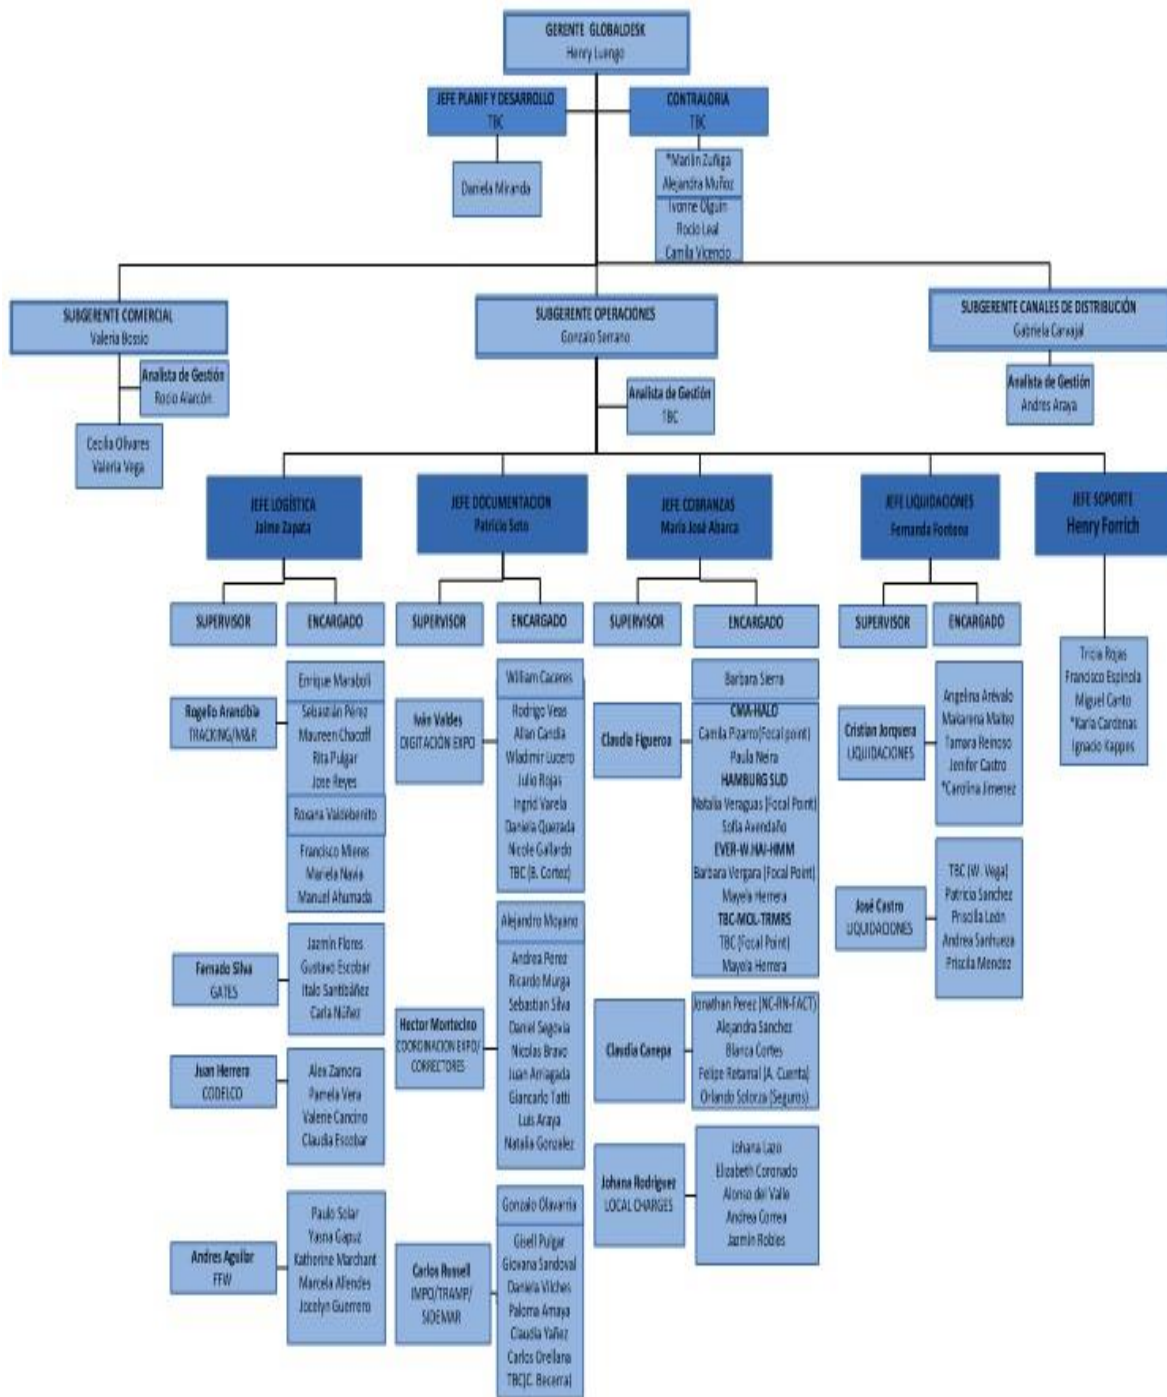 GERENTE GLOBALDESK
Henry Luengo
JEFE PLANIF Y DESARROLLO
TBC
CONTRALORIA
TBC
Daniela Miranda
*Marilin Zuñiga
Alejandra Muñoz
Ivonne Olguin
Rocio Leal
Camila Vicencio
SUBGERENTE COMERCIAL
Valeria Bossio
SUBGERENTE OPERACIONES
Gonzalo Serrano
SUBGERENTE CANALES DE DISTRIBUCIÓN
Gabriela Carvajal
Analista de Gestión
Rocio Alarcón
Analista de Gestión
TBC
Analista de Gestión
Andres Araya
Cecilia Olivares
Valeria Vega
JEFE LOGÍSTICA
Jaime Zapata
JEFE DOCUMENTACION
Patricio Soto
JEFE COBRANZAS
María José Abarca
JEFE LIQUIDACIONES
Fernanda Fontena
JEFE SOPORTE
Henry Forrich
SUPERVISOR
ENCARGADO
SUPERVISOR
ENCARGADO
SUPERVISOR
ENCARGADO
SUPERVISOR
ENCARGADO
Tricia Rojas
Francisco Espinola
Miguel Canto
*Karla Cardenas
Ignacio Kappes
Rogelio Arancibia
TRACKING/M&R
Enrique Maraboli
Sebastián Pérez
Maureen Chacoff
Rita Pulgar
Jose Reyes
Roxana Valdebenito
Francisco Mieres
Mariela Navia
Manuel Ahumada
Fernado Silva
GATES
Jazmín Flores
Gustavo Escobar
Italo Santibáñez
Carla Núñez
Juan Herrera
CODELCO
Alex Zamora
Pamela Vera
Valerie Cancino
Claudia Escobar
Andres Aguilar
FFW
Paulo Solar
Yasna Gapuz
Katherine Marchant
Marcela Allendes
Jocelyn Guerrero
Iván Valdes
DIGITACIÓN EXPO
William Caceres
Rodrigo Veas
Allan Candia
Wladimir Lucero
Julio Rojas
Ingrid Varela
Daniela Quezada
Nicole Gallardo
TBC (B. Cortez)
Hector Montecino
COORDINACION EXPO/
CORRECTORES
Alejandro Moyano
Andrea Perez
Ricardo Murga
Sebastian Silva
Daniel Segovia
Nicolas Bravo
Juan Arriagada
Giancarlo Tatti
Luis Araya
Natalia Gonzalez
Carlos Russell
IMPO/TRAMP/
SIDEMAR
Gonzalo Olavarria
Gisell Pulgar
Giovana Sandoval
Daniela Vilches
Paloma Amaya
Claudia Yañez
Carlos Orellana
TBC(C. Becerra)
Claudia Figueroa
Barbara Sierra
CMA-HALO
Camila Pizarro(Focal point)
Paula Neira
HAMBURG SUD
Natalia Veraguas (Focal Point)
Sofía Avendaño
EVER-W.HAI-HMM
Barbara Vergara (Focal Point)
Mayela Herrera
TBC-MOL-TRMRS
TBC (Focal Point)
Mayela Herrera
Claudia Canepa
Jonathan Perez (NC-RN-FACT)
Alejandra Sanchez
Blanca Cortes
Felipe Retamal (A. Cuenta)
Orlando Solorza (Seguros)
Johana Rodriguez
LOCAL CHARGES
Johana Lazo
Elizabeth Coronado
Alonso del Valle
Andrea Correa
Jazmín Robles
Cristian Jorquera
LIQUIDACIONES
Angelina Arévalo
Makarena Mateo
Tamara Reinoso
Jenifer Castro
*Carolina Jimenez
José Castro
LIQUIDACIONES
TBC (W. Vega)
Patricia Sanchez
Priscilla León
Andrea Sanhueza
Priscila Mendez